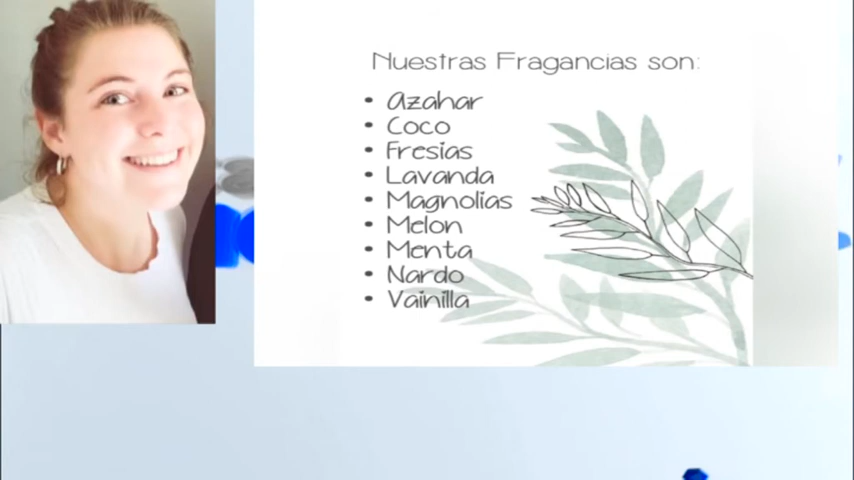 Nuestras Fragancias son:
• Azahar
• Coco
• Fresias
• Lavanda
• Magnolias
• Melon
• Menta
• Nardo
• Vainilla